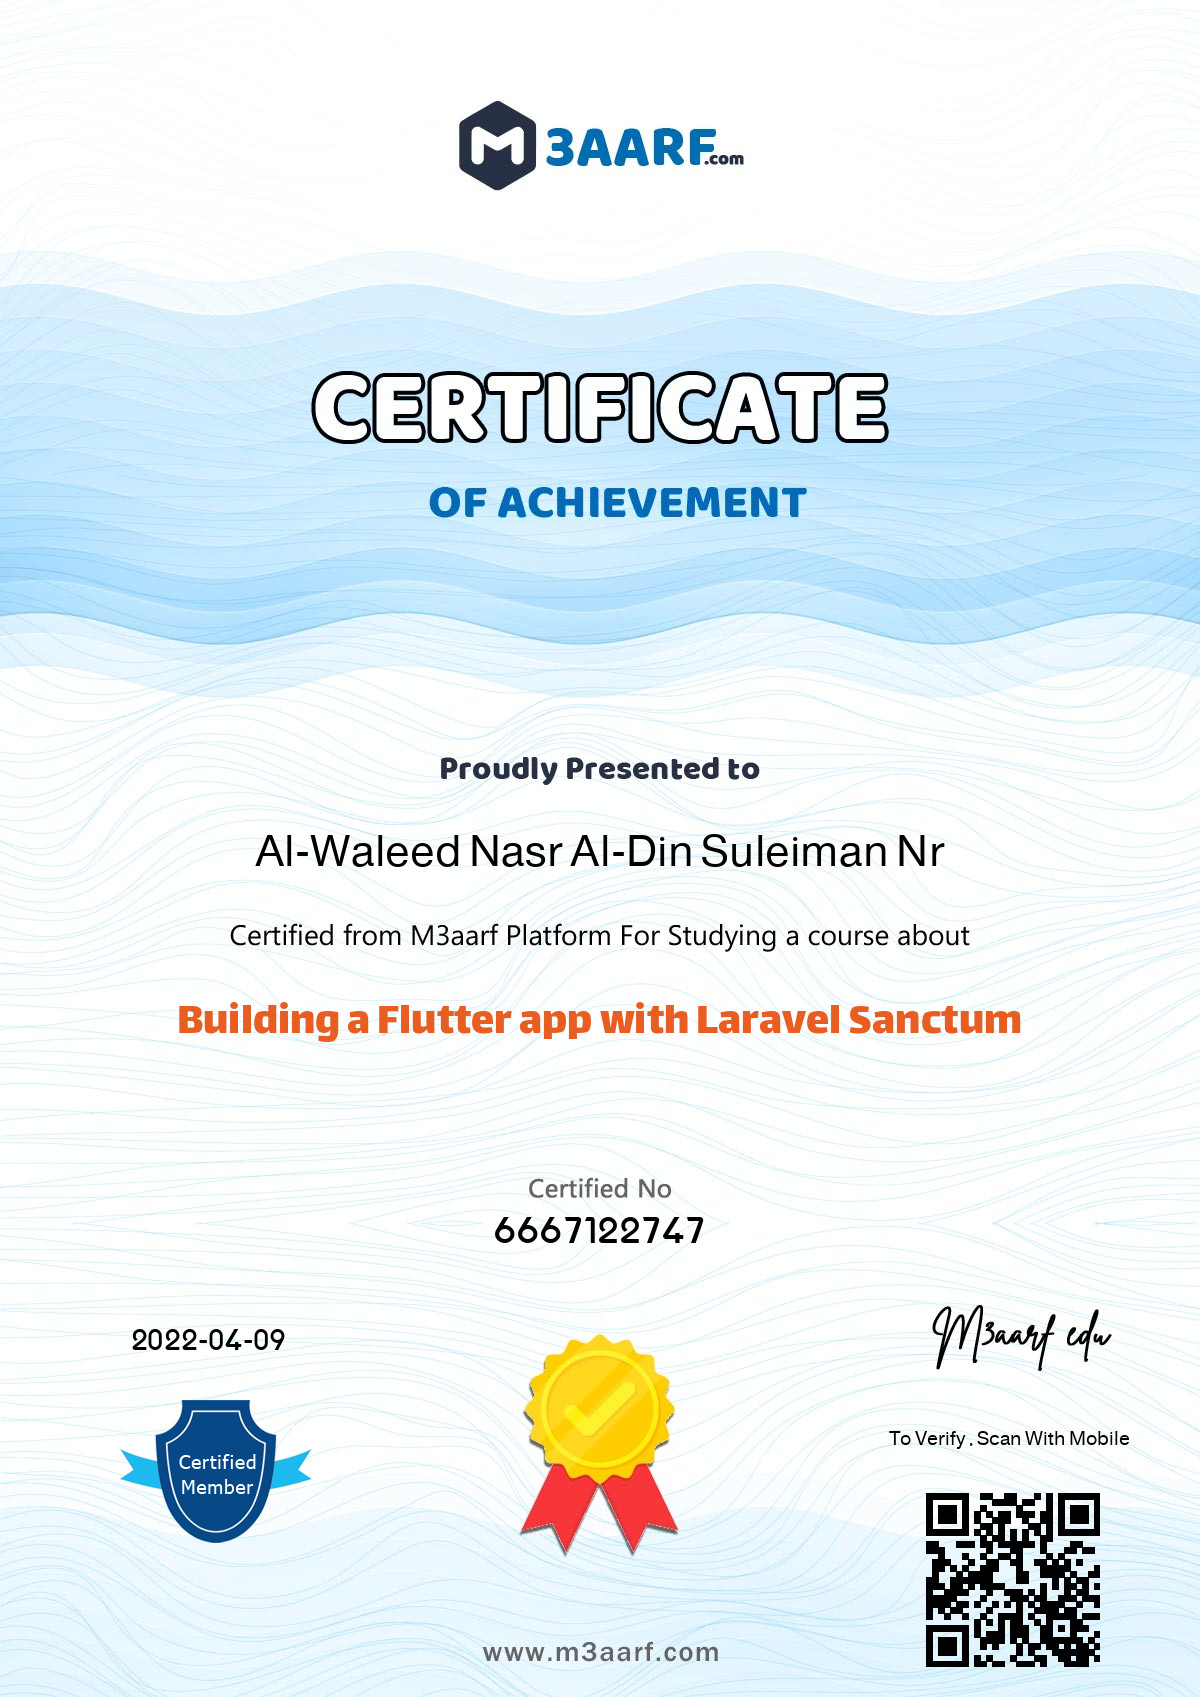 M 3AARF.com
CERTIFICATE
OF ACHIEVEMENT
Proudly Presented to
Al-Waleed Nasr Al-Din Suleiman Nr
Certified from M3aarf Platform For Studying a course about
Building a Flutter app with Laravel Sanctum
Certified No
6667122747
2022-04-09
M3aarf edu
Certified
Member
To Verify , Scan With Mobile
www.m3aarf.com